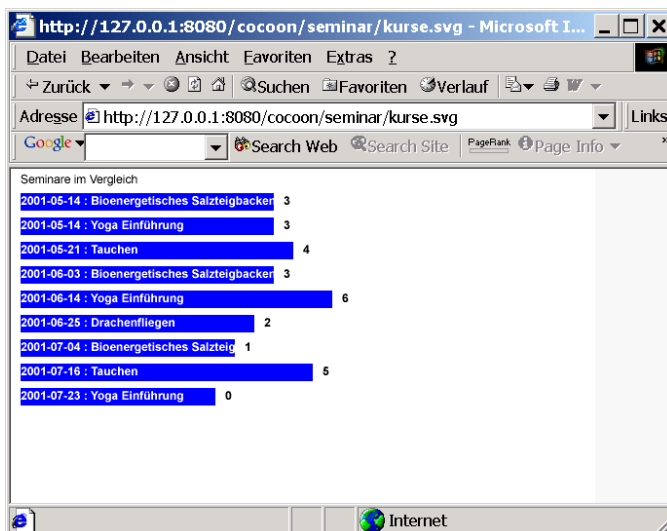 http://127.0.0.1:8080/cocoon/seminar/kurse.svg - Microsoft I...
Datei Bearbeiten Ansicht Favoriten Extras ?
Zurück Suchen Favoriten Verlauf
Adresse http://127.0.0.1:8080/cocoon/seminar/kurse.svg Links
Google Search Web Search Site PageRank Page Info »
Seminare im Vergleich
2001-05-14 : Bioenergetisches Salzteigbacken 3
2001-05-14 : Yoga Einführung 3
2001-05-21 : Tauchen 4
2001-06-03 : Bioenergetisches Salzteigbacken 3
2001-06-14 : Yoga Einführung 6
2001-06-25 : Drachenfliegen 2
2001-07-04 : Bioenergetisches Salzteig 1
2001-07-16 : Tauchen 5
2001-07-23 : Yoga Einführung 0
Internet